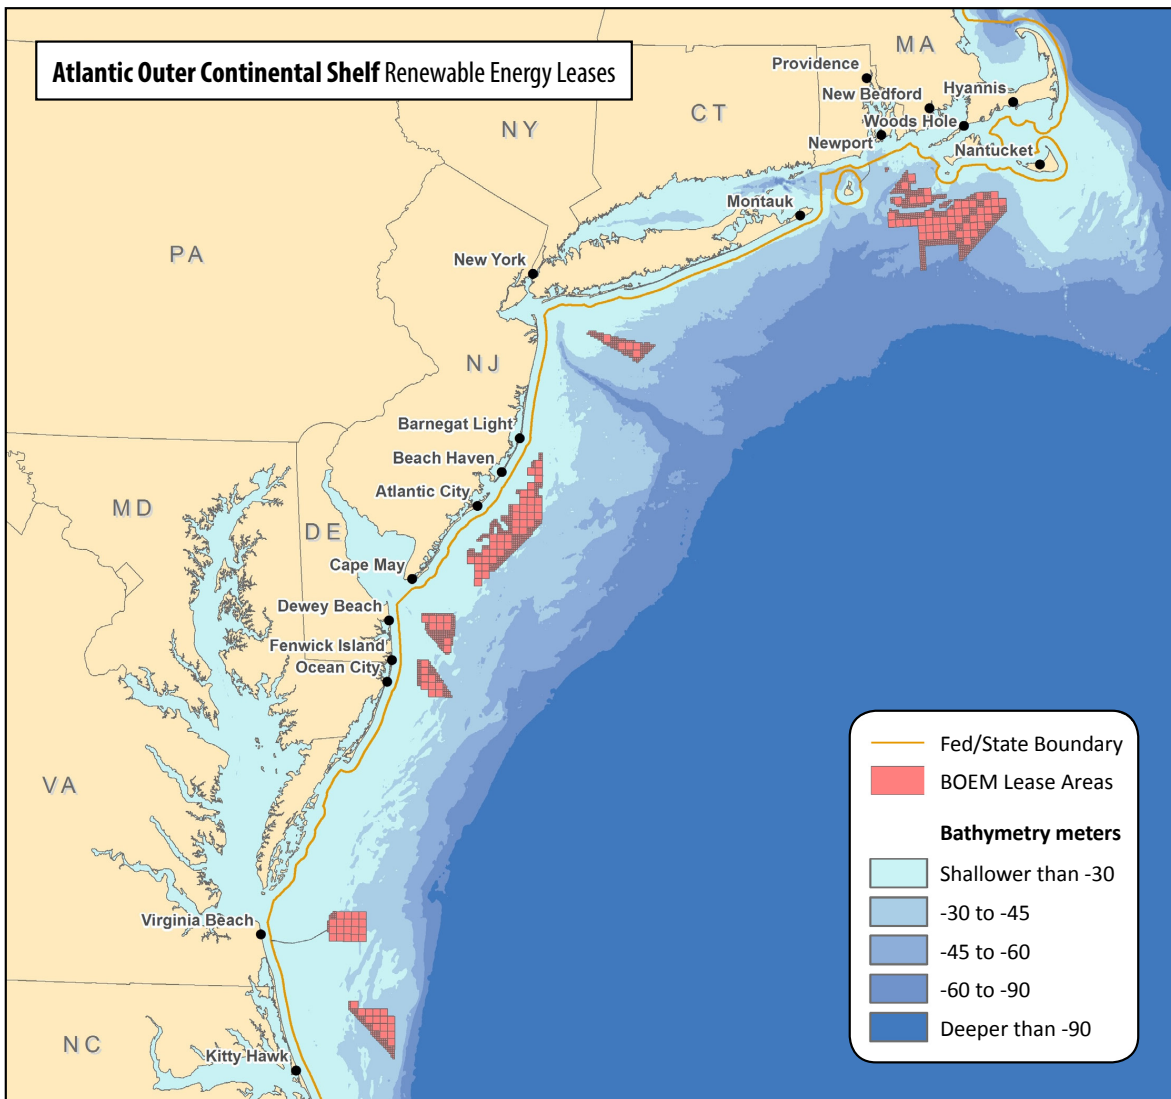 Atlantic Outer Continental Shelf Renewable Energy Leases
MA
Providence
New Bedford
Hyannis
CT
Woods Hole
NY
Newport
Nantucket
Montauk
PA
New York
NJ
Barnegat Light
Beach Haven
Atlantic City
MD
DE
Cape May
Dewey Beach
Fenwick Island
Ocean City
VA
Virginia Beach
NC
Kitty Hawk
Fed/State Boundary
BOEM Lease Areas
Bathymetry meters
Shallower than -30
-30 to -45
-45 to -60
-60 to -90
Deeper than -90